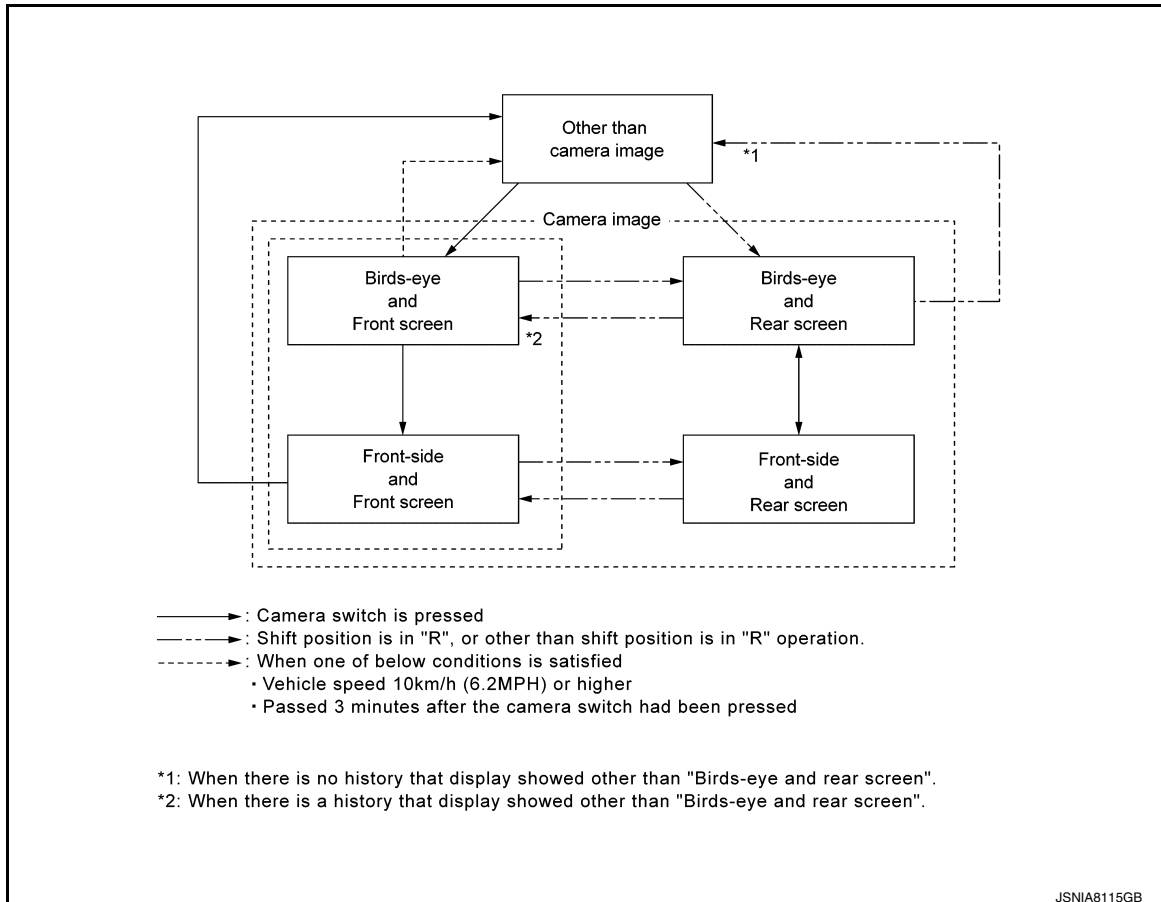 Other than
camera image
*1
Camera image
Birds-eye
and
Front screen
Birds-eye
and
Rear screen
*2
Front-side
and
Front screen
Front-side
and
Rear screen
: Camera switch is pressed
: Shift position is in "R", or other than shift position is in "R" operation.
: When one of below conditions is satisfied
・Vehicle speed 10km/h (6.2MPH) or higher
・Passed 3 minutes after the camera switch had been pressed
*1: When there is no history that display showed other than "Birds-eye and rear screen".
*2: When there is a history that display showed other than "Birds-eye and rear screen".
JSNIA8115GB